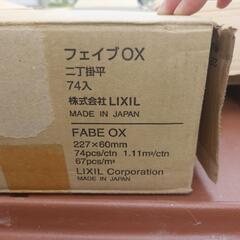 フェイブOX
二丁掛平
74入
株式会社 LIXIL
MADE IN JAPAN
FABE OX
227×60mm
74pcs/ctn 1.11m²/ctn
67pcs/m²
LIXIL Corporation
MADE IN JAPAN